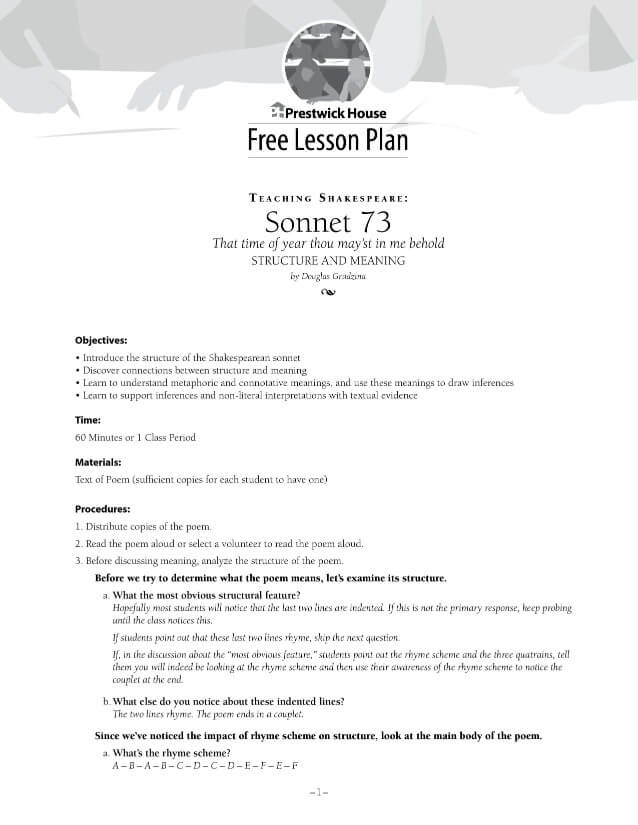 Prestwick House
Free Lesson Plan
TEACHING SHAKESPEARE:
Sonnet 73
That time of year thou may'st in me behold
STRUCTURE AND MEANING
by Douglas Grudzina
Objectives:
• Introduce the structure of the Shakespearean sonnet
• Discover connections between structure and meaning
• Learn to understand metaphoric and connotative meanings, and use these meanings to draw inferences
• Learn to support inferences and non-literal interpretations with textual evidence
Time:
60 Minutes or 1 Class Period
Materials:
Text of Poem (sufficient copies for each student to have one)
Procedures:
1. Distribute copies of the poem.
2. Read the poem aloud or select a volunteer to read the poem aloud.
3. Before discussing meaning, analyze the structure of the poem.
Before we try to determine what the poem means, let's examine its structure.
a. What the most obvious structural feature?
Hopefully most students will notice that the last two lines are indented. If this is not the primary response, keep probing
until the class notices this.
If students point out that these last two lines rhyme, skip the next question.
If, in the discussion about the "most obvious feature," students point out the rhyme scheme and the three quatrains, tell
them you will indeed be looking at the rhyme scheme and then use their awareness of the rhyme scheme to notice the
couplet at the end.
b. What else do you notice about these indented lines?
The two lines rhyme. The poem ends in a couplet.
Since we've noticed the impact of rhyme scheme on structure, look at the main body of the poem.
a. What's the rhyme scheme?
A – B – A – B – C – D – C – D – E – F – E – F
–1–